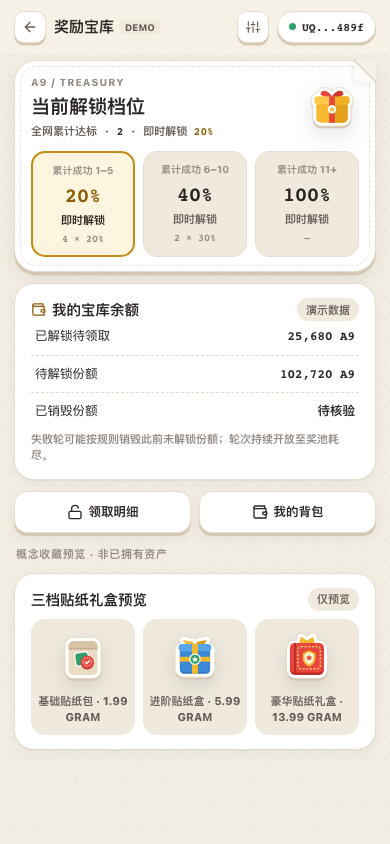 奖励宝库 DEMO UQ...489f
A9 / TREASURY
当前解锁档位
全网累计达标 · 2 · 即时解锁 20%
累计成功 1–5 累计成功 6–10 累计成功 11+
20% 40% 100%
即时解锁 即时解锁 即时解锁
4 × 20% 2 × 30% —
我的宝库余额 演示数据
已解锁待领取 25,680 A9
待解锁份额 102,720 A9
已销毁份额 待核验
失败轮可能按规则销毁此前未解锁份额；轮次持续开放至奖池耗
尽。
领取明细 我的背包
概念收藏预览 · 非已拥有资产
三档贴纸礼盒预览 仅预览
基础贴纸包 · 1.99 进阶贴纸盒 · 5.99 豪华贴纸礼盒 ·
GRAM GRAM 13.99 GRAM